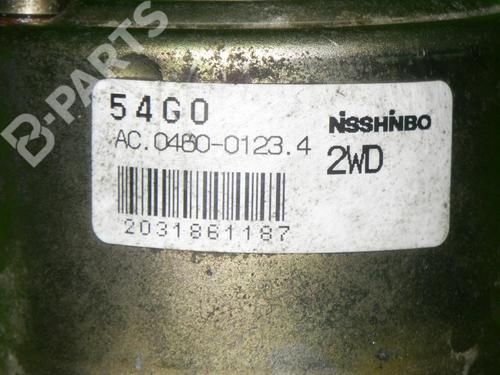 54G0
NiSSHiNBO
AC.0460-0123.4
2WD
2031861187
B-PARTS